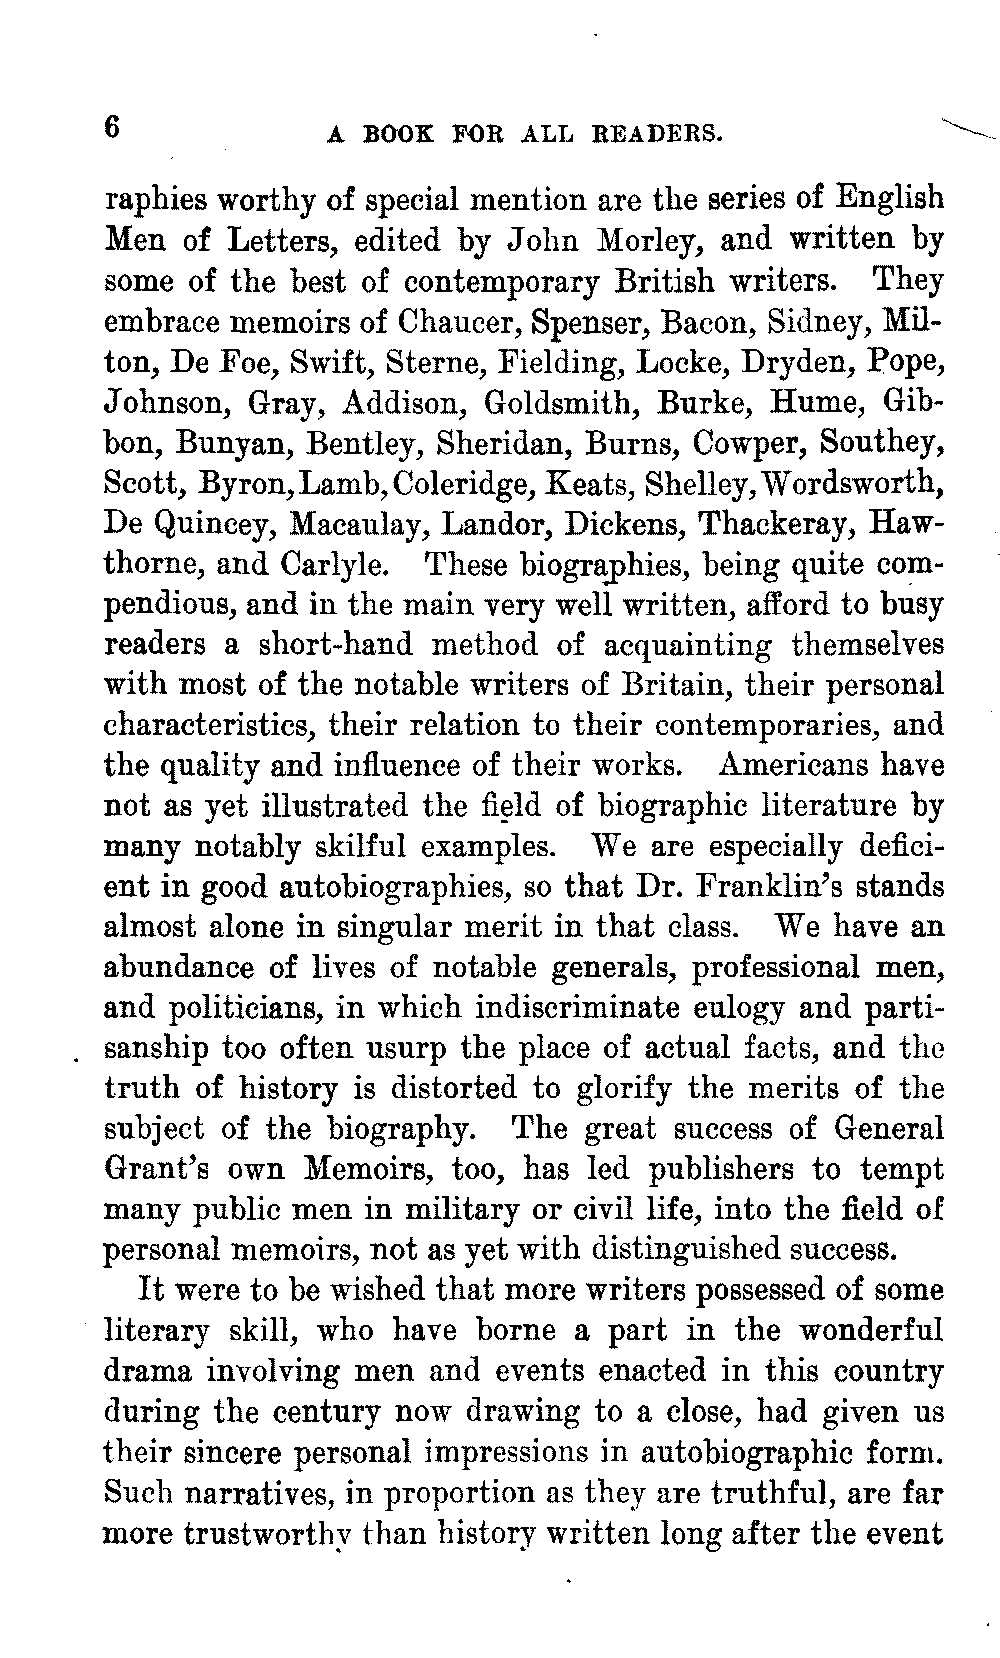 6 A BOOK FOR ALL READERS.
raphies worthy of special mention are the series of English
Men of Letters, edited by John Morley, and written by
some of the best of contemporary British writers. They
embrace memoirs of Chaucer, Spenser, Bacon, Sidney, Mil-
ton, De Foe, Swift, Sterne, Fielding, Locke, Dryden, Pope,
Johnson, Gray, Addison, Goldsmith, Burke, Hume, Gib-
bon, Bunyan, Bentley, Sheridan, Burns, Cowper, Southey,
Scott, Byron, Lamb, Coleridge, Keats, Shelley, Wordsworth,
De Quincey, Macaulay, Landor, Dickens, Thackeray, Haw-
thorne, and Carlyle. These biographies, being quite com-
pendious, and in the main very well written, afford to busy
readers a short-hand method of acquainting themselves
with most of the notable writers of Britain, their personal
characteristics, their relation to their contemporaries, and
the quality and influence of their works. Americans have
not as yet illustrated the field of biographic literature by
many notably skilful examples. We are especially defici-
ent in good autobiographies, so that Dr. Franklin's stands
almost alone in singular merit in that class. We have an
abundance of lives of notable generals, professional men,
and politicians, in which indiscriminate eulogy and parti-
sanship too often usurp the place of actual facts, and the
truth of history is distorted to glorify the merits of the
subject of the biography. The great success of General
Grant's own Memoirs, too, has led publishers to tempt
many public men in military or civil life, into the field of
personal memoirs, not as yet with distinguished success.
It were to be wished that more writers possessed of some
literary skill, who have borne a part in the wonderful
drama involving men and events enacted in this country
during the century now drawing to a close, had given us
their sincere personal impressions in autobiographic form.
Such narratives, in proportion as they are truthful, are far
more trustworthy than history written long after the event